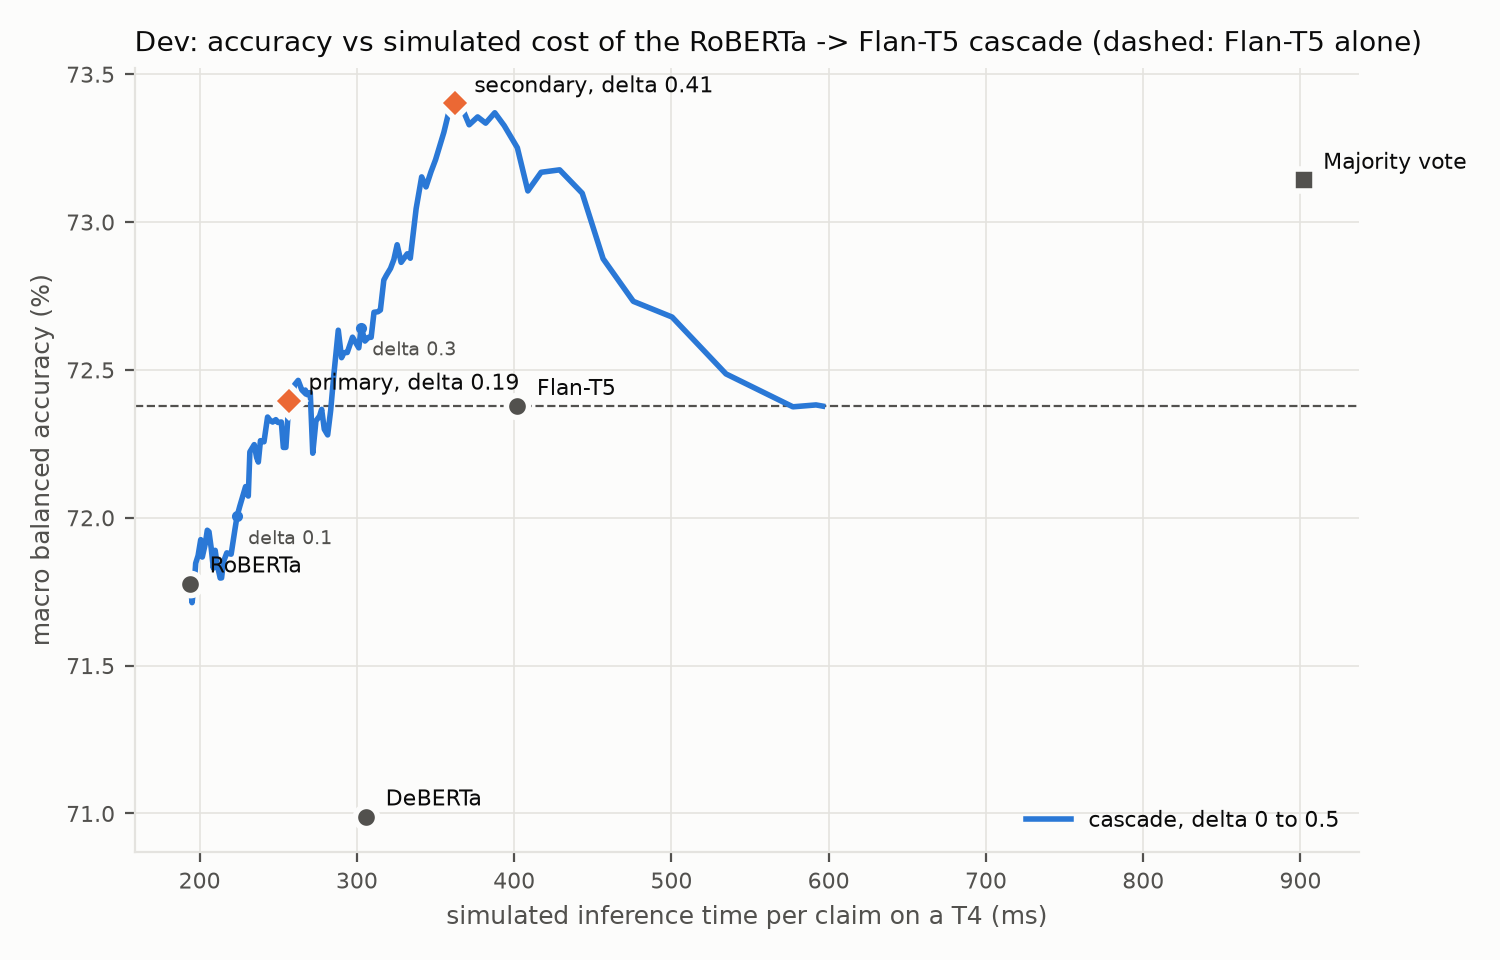 Dev: accuracy vs simulated cost of the RoBERTa -> Flan-T5 cascade (dashed: Flan-T5 alone)
73.5
secondary, delta 0.41
Majority vote
73.0
macro balanced accuracy (%)
delta 0.3
72.5
primary, delta 0.19
Flan-T5
72.0
delta 0.1
RoBERTa
71.5
DeBERTa
71.0
cascade, delta 0 to 0.5
200 300 400 500 600 700 800 900
simulated inference time per claim on a T4 (ms)